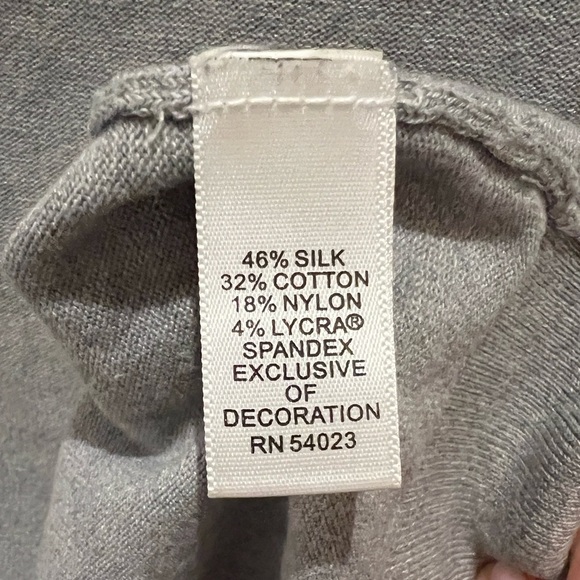 46% SILK
32% COTTON
18% NYLON
4% LYCRA®
SPANDEX
EXCLUSIVE
OF
DECORATION
RN 54023